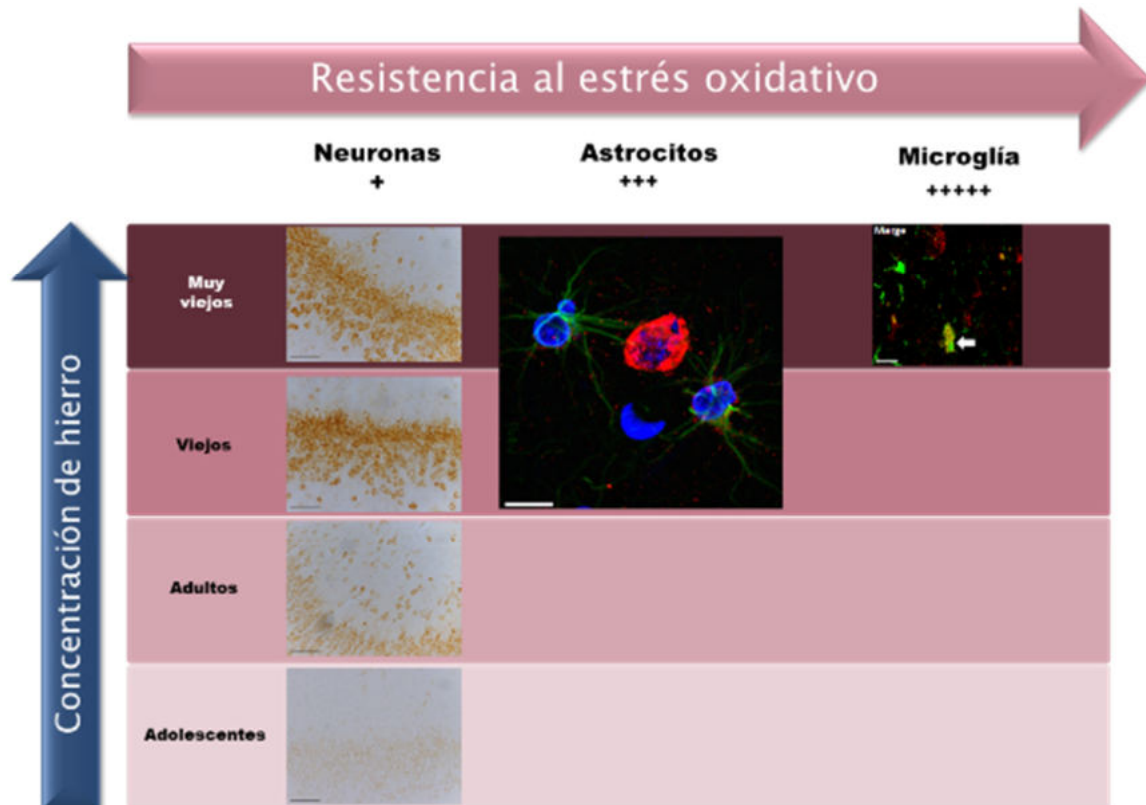 Resistencia al estrés oxidativo
Neuronas
+
Astrocitos
+++
Microglía
+++++
Concentración de hierro
Muy
viejos
Merge
Viejos
Adultos
Adolescentes